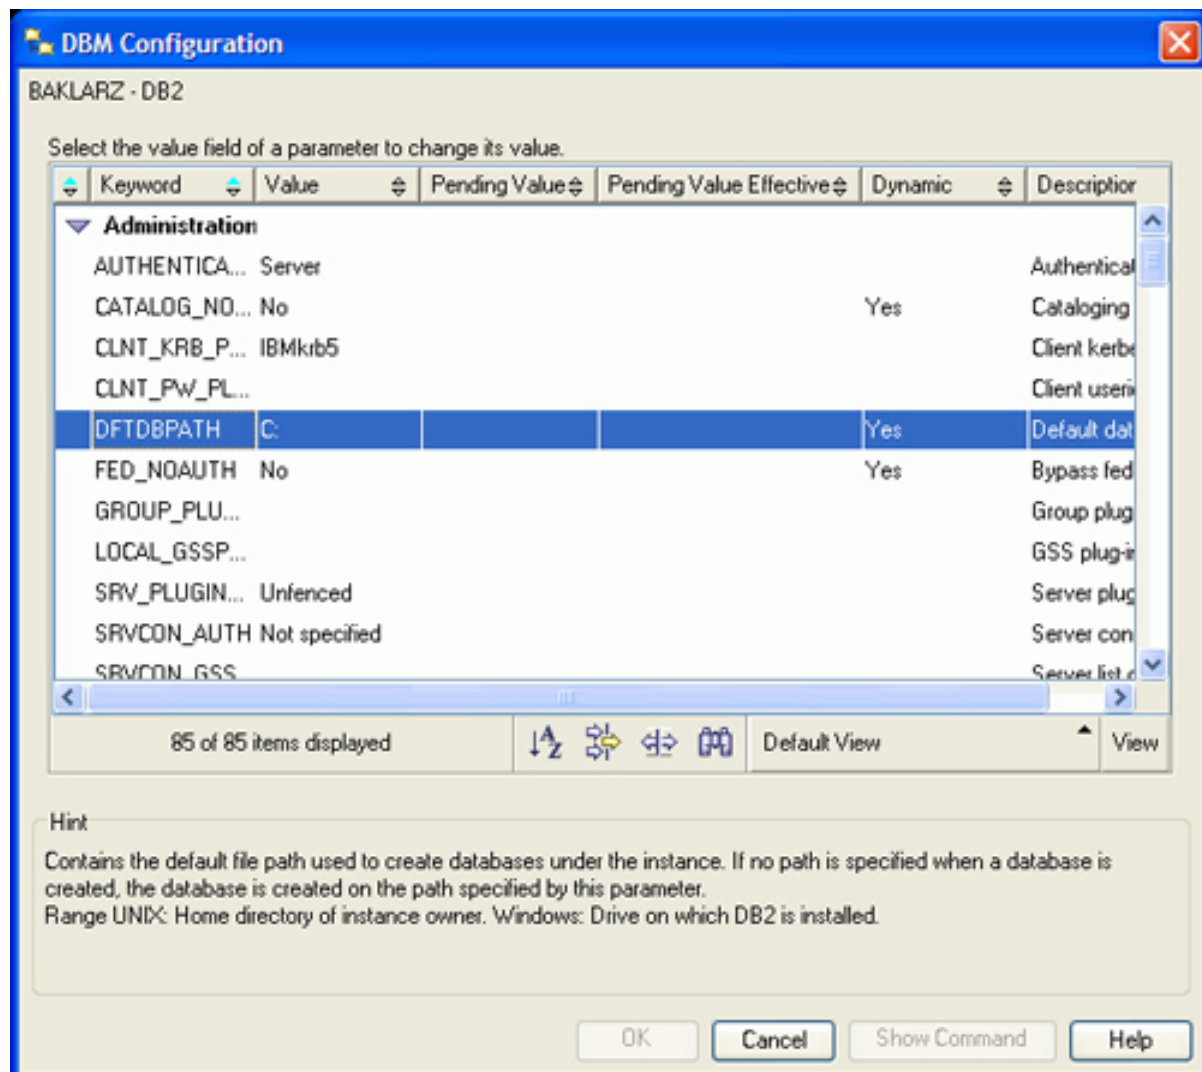 DBM Configuration
BAKLARZ - DB2
Select the value field of a parameter to change its value.
Keyword Value Pending Value Pending Value Effective Dynamic Description
Administration
AUTHENTICA... Server Authenticat
CATALOG_NO... No Yes Cataloging
CLNT_KRB_P... IBMkrb5 Client kerbe
CLNT_PW_PL... Client useri
DFTDBPATH C: Yes Default dat
FED_NOAUTH No Yes Bypass fed
GROUP_PLU... Group plug
LOCAL_GSSP... GSS plug-in
SRV_PLUGIN... Unfenced Server plug
SRVCON_AUTH Not specified Server con
SRVCON_GSS Server list
85 of 85 items displayed Default View View
Hint
Contains the default file path used to create databases under the instance. If no path is specified when a database is
created, the database is created on the path specified by this parameter.
Range UNIX: Home directory of instance owner. Windows: Drive on which DB2 is installed.
OK Cancel Show Command Help